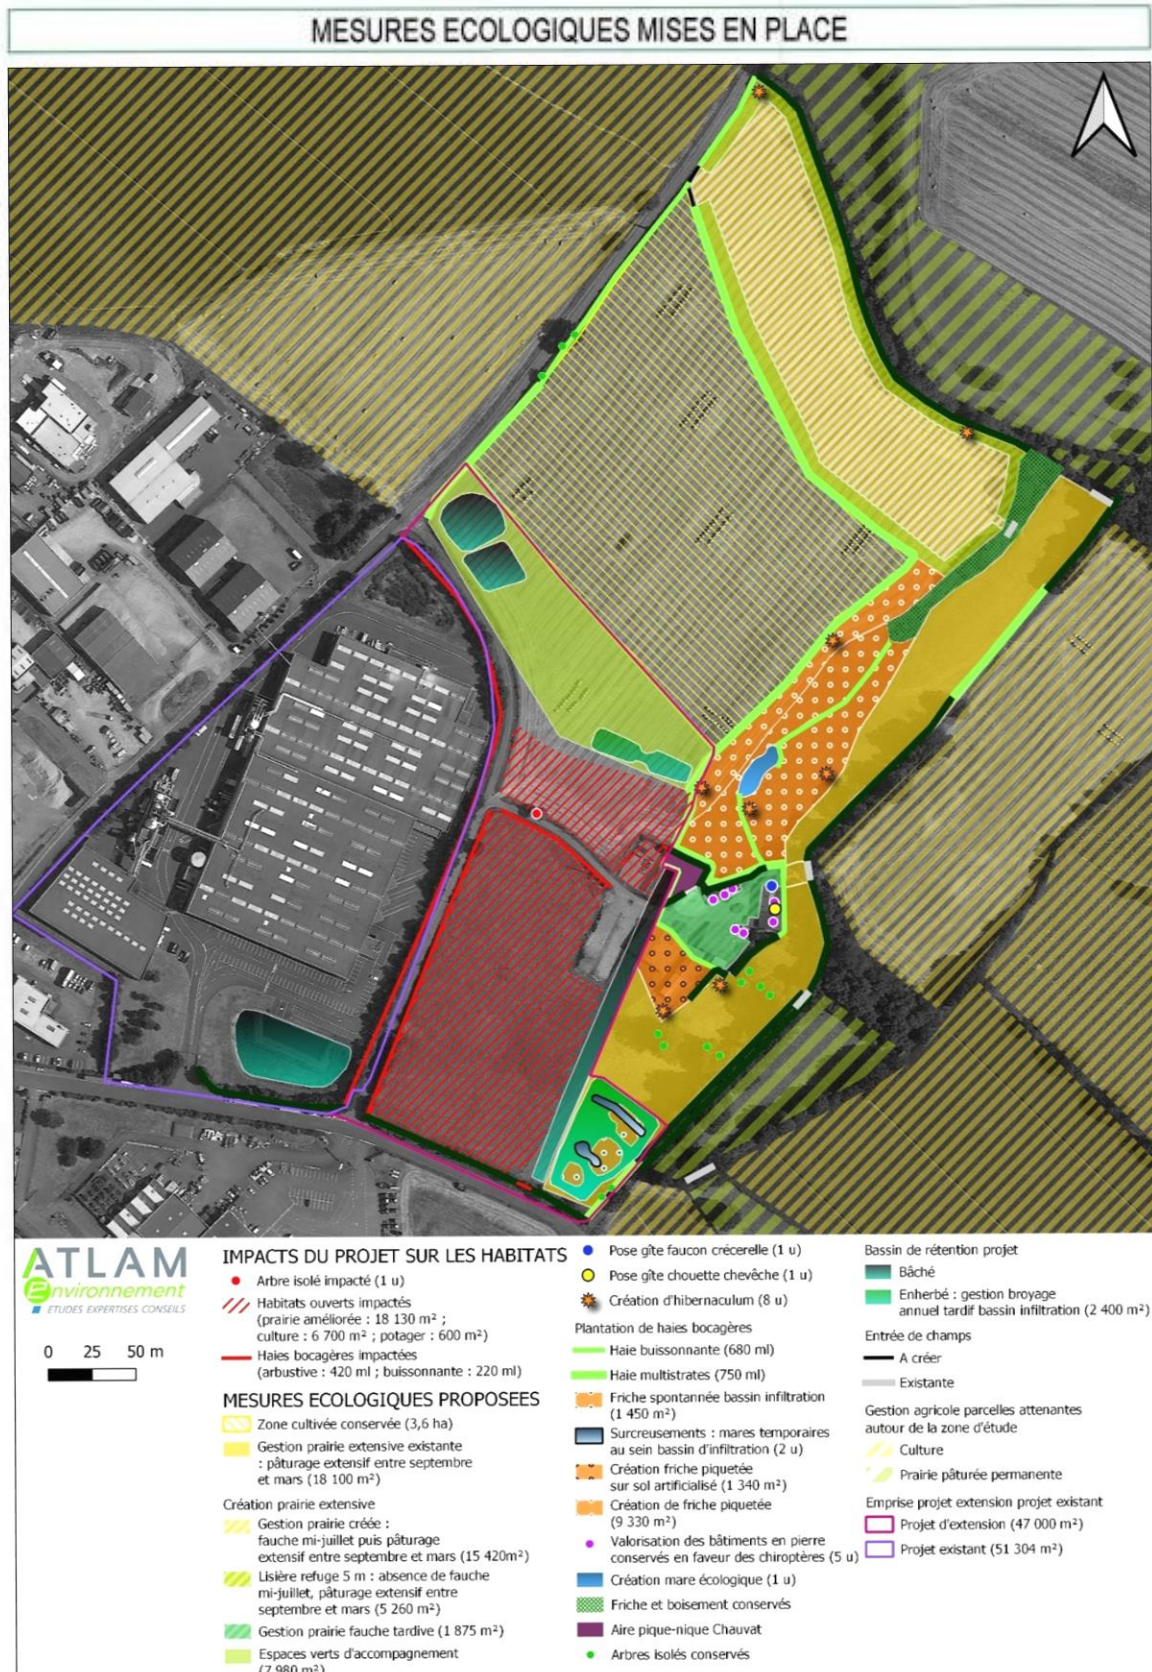 MESURES ECOLOGIQUES MISES EN PLACE
ATLAM
Environnement
ETUDES EXPERTISES CONSEILS
0 25 50 m
IMPACTS DU PROJET SUR LES HABITATS
Arbre isolé impacté (1 u)
Habitats ouverts impactés
(prairie améliorée : 18 130 m² ;
culture : 6 700 m² ; potager : 600 m²)
Haies bocagères impactées
(arbustive : 420 ml ; buissonnante : 220 ml)
MESURES ECOLOGIQUES PROPOSEES
Zone cultivée conservée (3,6 ha)
Gestion prairie extensive existante
: pâturage extensif entre septembre
et mars (18 100 m²)
Création prairie extensive
Gestion prairie créée :
fauche mi-juillet puis pâturage
extensif entre septembre et mars (15 420m²)
Lisière refuge 5 m : absence de fauche
mi-juillet, pâturage extensif entre
septembre et mars (5 260 m²)
Gestion prairie fauche tardive (1 875 m²)
Espaces verts d'accompagnement
(7 980 m²)
Pose gîte faucon crécerelle (1 u)
Pose gîte chouette chevêche (1 u)
Création d'hibernaculum (8 u)
Plantation de haies bocagères
Haie buissonnante (680 ml)
Haie multistrates (750 ml)
Friche spontannée bassin infiltration
(1 450 m²)
Surcreusements : mares temporaires
au sein bassin d'infiltration (2 u)
Création friche piquetée
sur sol artificialisé (1 340 m²)
Création de friche piquetée
(9 330 m²)
Valorisation des bâtiments en pierre
conservés en faveur des chiroptères (5 u)
Création mare écologique (1 u)
Friche et boisement conservés
Aire pique-nique Chauvat
Arbres isolés conservés
Bassin de rétention projet
Bâché
Enherbé : gestion broyage
annuel tardif bassin infiltration (2 400 m²)
Entrée de champs
A créer
Existante
Gestion agricole parcelles attenantes
autour de la zone d'étude
Culture
Prairie pâturée permanente
Emprise projet extension projet existant
Projet d'extension (47 000 m²)
Projet existant (51 304 m²)